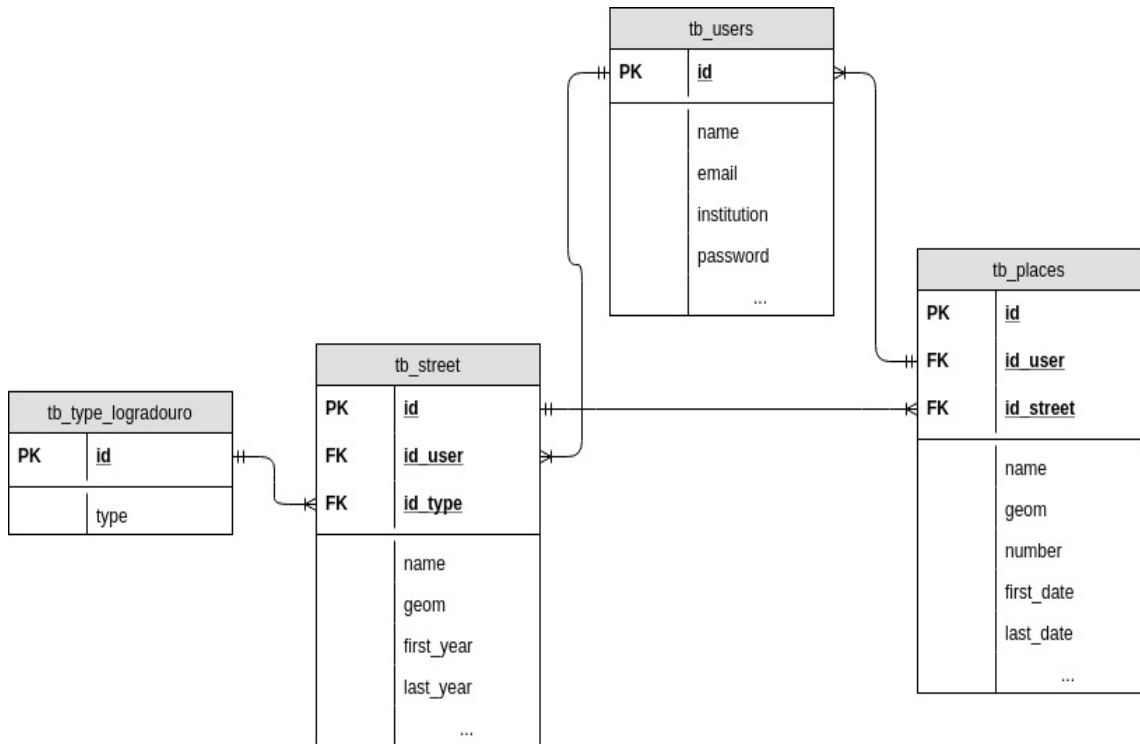 tb_users
PK id
name
email
institution
password
...
tb_places
PK id
FK id_user
FK id_street
name
geom
number
first_date
last_date
...
tb_street
PK id
FK id_user
FK id_type
name
geom
first_year
last_year
...
tb_type_logradouro
PK id
type